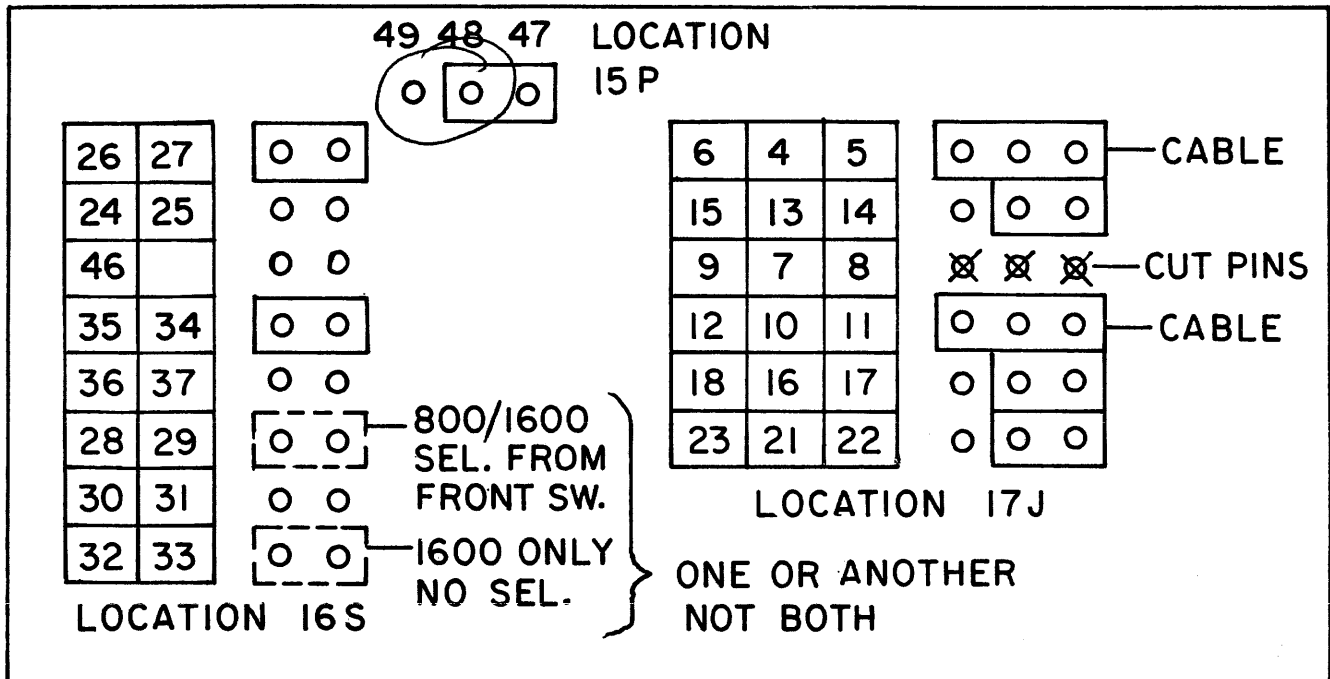 49 48 47 LOCATION
15P
26 27
24 25
46
35 34
36 37
28 29
30 31
32 33
LOCATION 16S
800/1600
SEL. FROM
FRONT SW.
1600 ONLY
NO SEL.
ONE OR ANOTHER
NOT BOTH
6 4 5
15 13 14
9 7 8
12 10 11
18 16 17
23 21 22
CABLE
CUT PINS
CABLE
LOCATION 17J